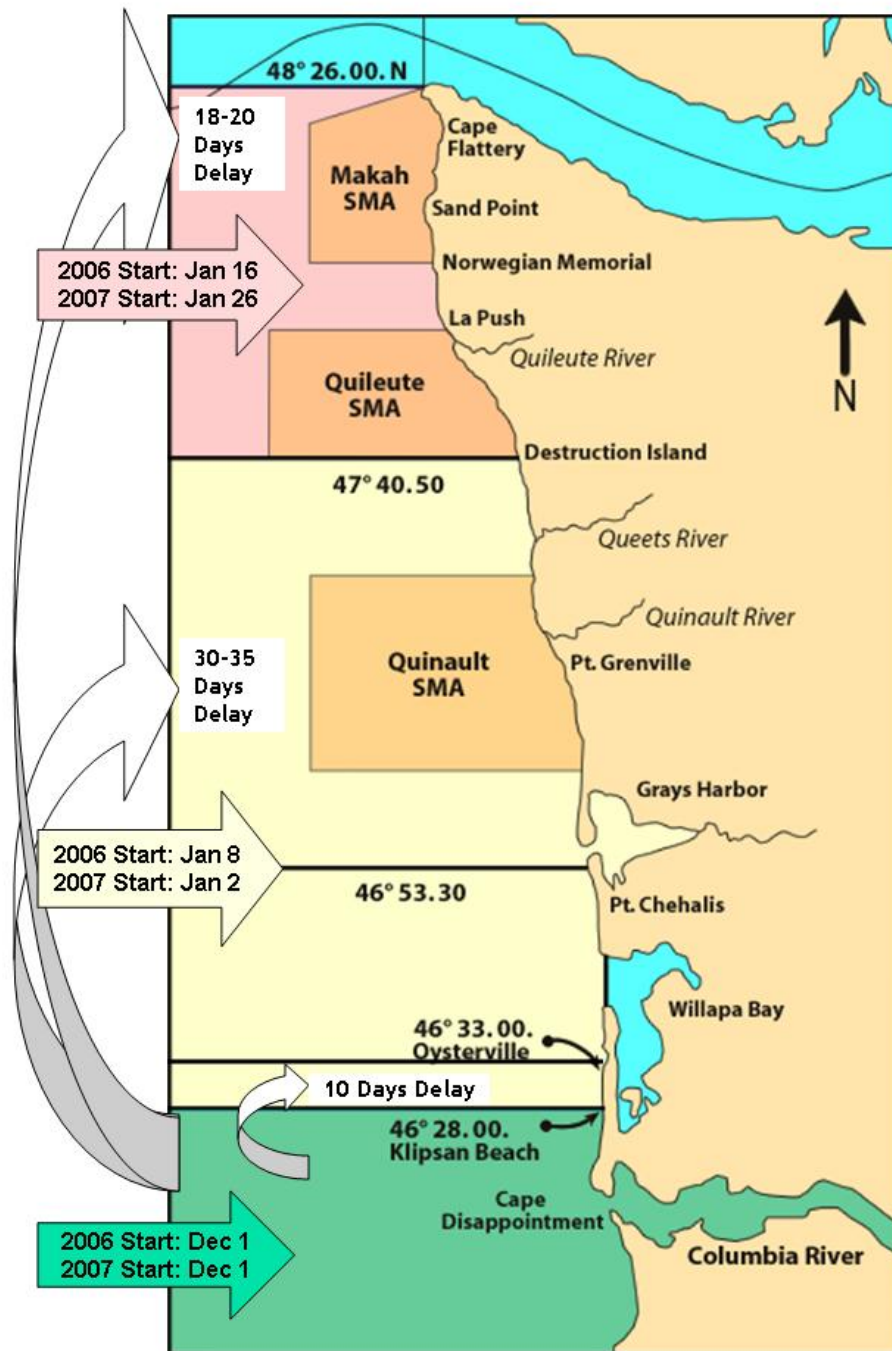 48° 26.00.N
18-20
Days
Delay
Cape
Flattery
Makah
SMA
Sand Point
2006 Start: Jan 16
2007 Start: Jan 26
Norwegian Memorial
La Push
Quileute River
Quileute
SMA
N
Destruction Island
47° 40.50
Queets River
Quinault River
30-35
Days
Delay
Quinault
SMA
Pt. Grenville
Grays Harbor
2006 Start: Jan 8
2007 Start: Jan 2
46° 53.30
Pt. Chehalis
Willapa Bay
46° 33.00.
Oysterville
10 Days Delay
46° 28.00.
Klipsan Beach
Cape
Disappointment
2006 Start: Dec 1
2007 Start: Dec 1
Columbia River